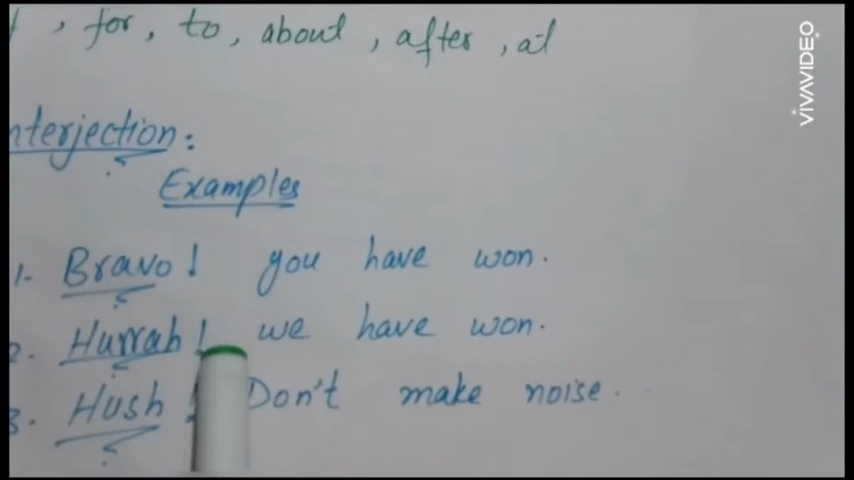 , for, to, about, after, at
nterjection:
Examples
1- Bravo! you have won.
2. Hurrah! we have won.
3. Hush ! Don't make noise.
VIVAVIDEO